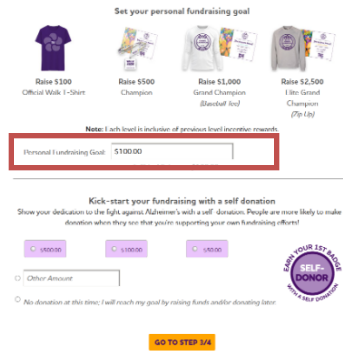 Set your personal fundraising goal
Raise $100 Raise $500 Raise $1,000 Raise $2,500
Official Walk T-Shirt Champion Grand Champion Elite Grand
(Baseball Tee) Champion
(Zip Up)
Note: Each level is inclusive of previous level incentive rewards
Personal Fundraising Goal: $100.00
Kick-start your fundraising with a self donation
Show your dedication to the fight against Alzheimer's with a self donation. People are more likely to make
donation when they see that you're supporting your own fundraising efforts!
$100.00 $50.00
EARN YOUR 1ST BADGE
SELF-
DONOR
WITH A SELF DONATION
Other Amount
No donation at this time; I will reach my goal by raising funds and/or donating later.
GO TO STEP 3/4